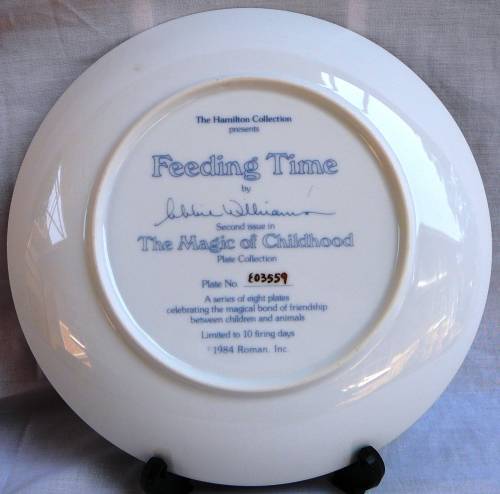 The Hamilton Collection
presents
Feeding Time
by
Abbie Williams
Second issue in
The Magic of Childhood
Plate Collection
Plate No. E03559
A series of eight plates
celebrating the magical bond of friendship
between children and animals
Limited to 10 firing days
©1984 Roman, Inc.